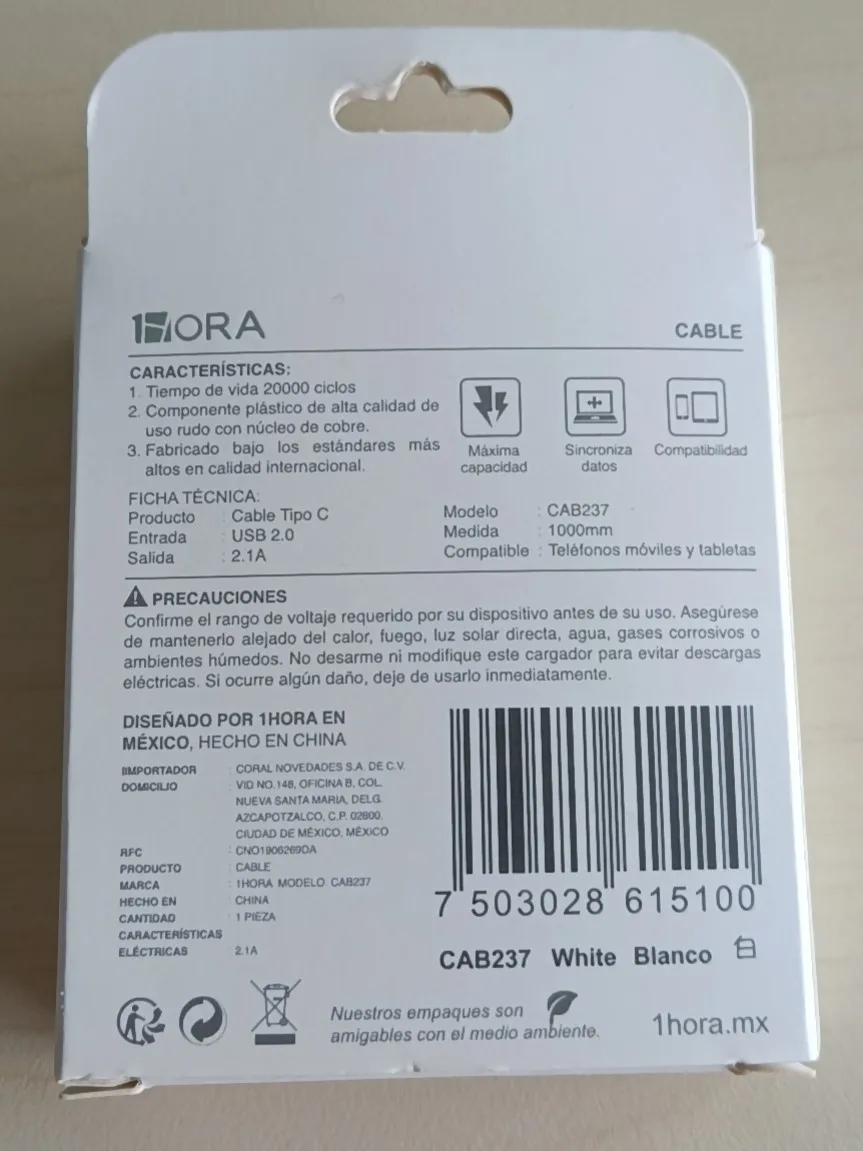 1HORA
CABLE
CARACTERÍSTICAS:
1. Tiempo de vida 20000 ciclos
2. Componente plástico de alta calidad de
uso rudo con núcleo de cobre.
3. Fabricado bajo los estándares más
altos en calidad internacional.
Máxima
capacidad
Sincroniza
datos
Compatibilidad
FICHA TÉCNICA:
Producto : Cable Tipo C
Entrada : USB 2.0
Salida : 2.1A
Modelo : CAB237
Medida : 1000mm
Compatible : Teléfonos móviles y tabletas
PRECAUCIONES
Confirme el rango de voltaje requerido por su dispositivo antes de su uso. Asegúrese
de mantenerlo alejado del calor, fuego, luz solar directa, agua, gases corrosivos o
ambientes húmedos. No desarme ni modifique este cargador para evitar descargas
eléctricas. Si ocurre algún daño, deje de usarlo inmediatamente.
DISEÑADO POR 1HORA EN
MÉXICO, HECHO EN CHINA
IIMPORTADOR : CORAL NOVEDADES S.A. DE C.V.
DOMICILIO : VID NO.148, OFICINA B, COL.
NUEVA SANTA MARIA, DELG.
AZCAPOTZALCO, C.P. 02800.
CIUDAD DE MÉXICO, MÉXICO
RFC : CNO1906269DA
PRODUCTO : CABLE
MARCA : 1HORA MODELO CAB237
HECHO EN : CHINA
CANTIDAD : 1 PIEZA
CARACTERÍSTICAS
ELÉCTRICAS : 2.1A
7 503028 615100
CAB237 White Blanco 白
Nuestros empaques son
amigables con el medio ambiente.
1hora.mx